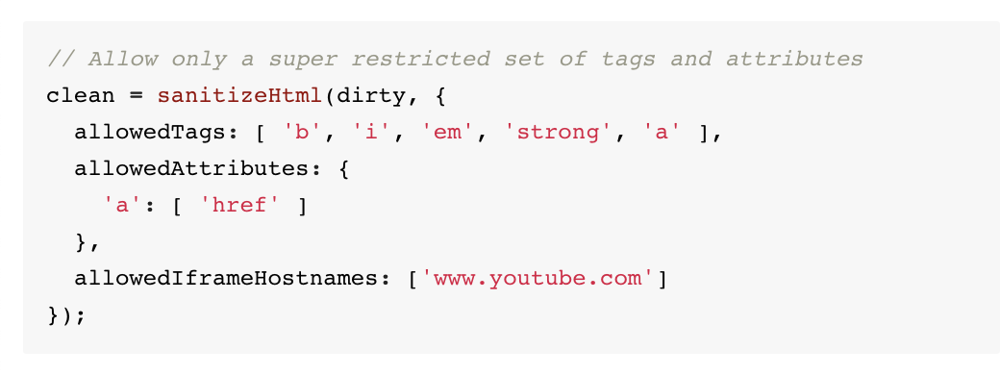 // Allow only a super restricted set of tags and attributes
clean = sanitizeHtml(dirty, {
  allowedTags: [ 'b', 'i', 'em', 'strong', 'a' ],
  allowedAttributes: {
    'a': [ 'href' ]
  },
  allowedIframeHostnames: ['www.youtube.com']
});